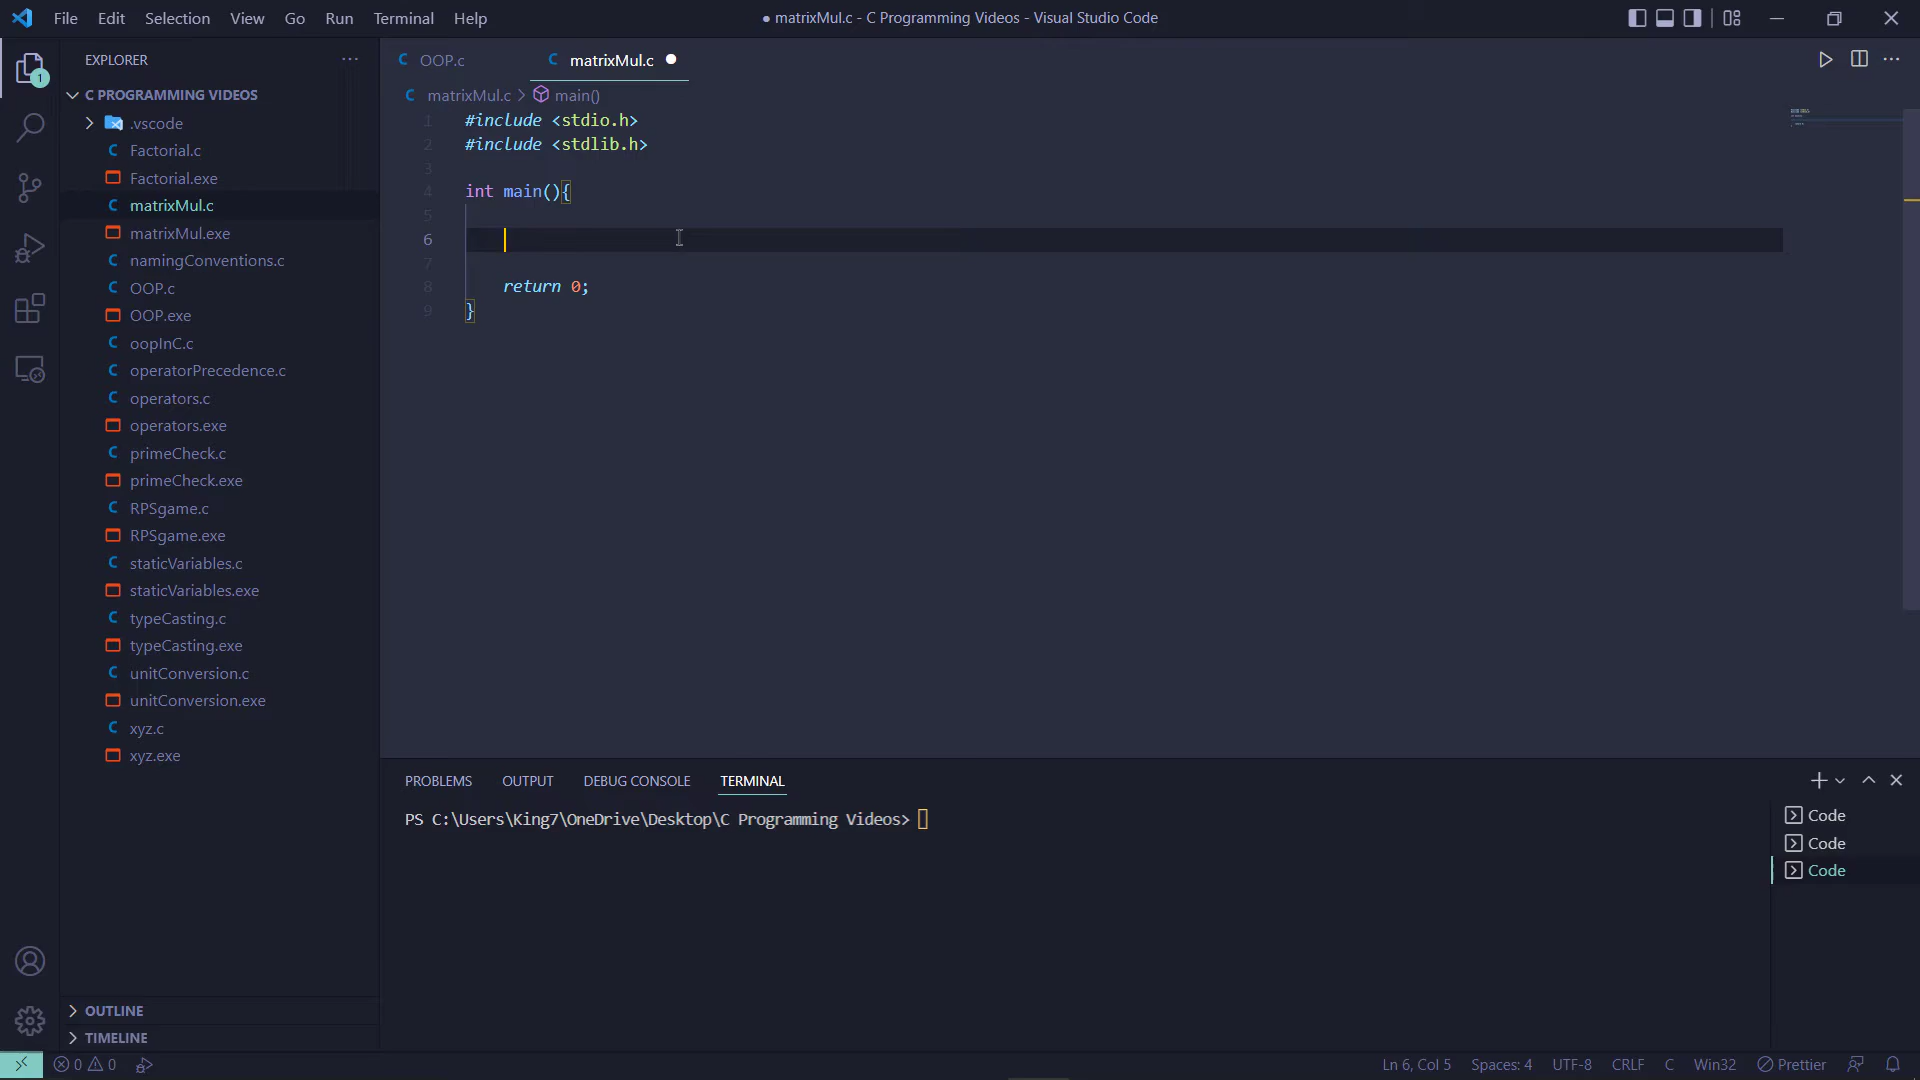 File Edit Selection View Go Run Terminal Help
● matrixMul.c - C Programming Videos - Visual Studio Code
EXPLORER
1
C PROGRAMMING VIDEOS
.vscode
C Factorial.c
Factorial.exe
C matrixMul.c
matrixMul.exe
C namingConventions.c
C OOP.c
OOP.exe
C oopInC.c
C operatorPrecedence.c
C operators.c
operators.exe
C primeCheck.c
primeCheck.exe
C RPSgame.c
RPSgame.exe
C staticVariables.c
staticVariables.exe
C typeCasting.c
typeCasting.exe
C unitConversion.c
unitConversion.exe
C xyz.c
xyz.exe
OUTLINE
TIMELINE
C OOP.c C matrixMul.c
C matrixMul.c > main()
1 #include <stdio.h>
2 #include <stdlib.h>
3
4 int main(){
5
6
7
8 return 0;
9 }
PROBLEMS OUTPUT DEBUG CONSOLE TERMINAL
PS C:\Users\King7\OneDrive\Desktop\C Programming Videos>
Code
Code
Code
0 0
Ln 6, Col 5 Spaces: 4 UTF-8 CRLF C Win32 Prettier